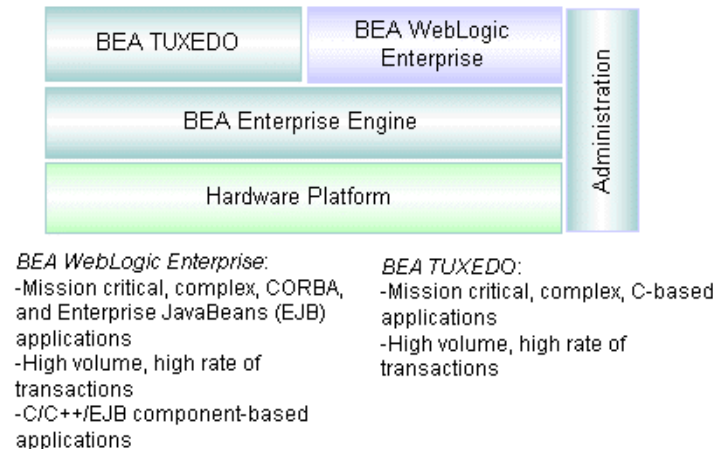 BEA TUXEDO
BEA WebLogic
Enterprise
BEA Enterprise Engine
Hardware Platform
Administration
BEA WebLogic Enterprise:
-Mission critical, complex, CORBA,
and Enterprise JavaBeans (EJB)
applications
-High volume, high rate of
transactions
-C/C++/EJB component-based
applications
BEA TUXEDO:
-Mission critical, complex, C-based
applications
-High volume, high rate of
transactions